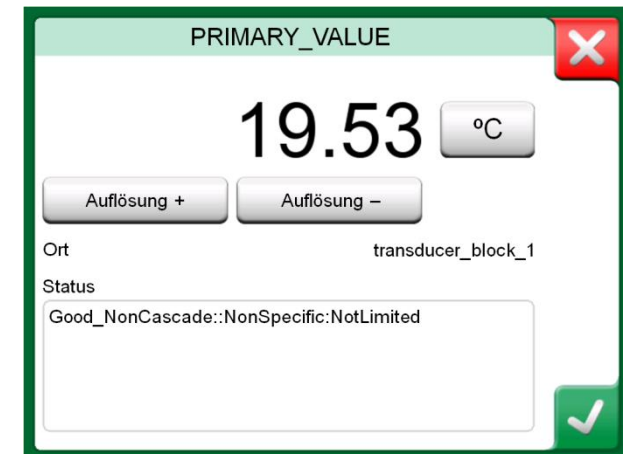 PRIMARY_VALUE
19.53 ºC
Auflösung + Auflösung –
Ort transducer_block_1
Status
Good_NonCascade::NonSpecific:NotLimited